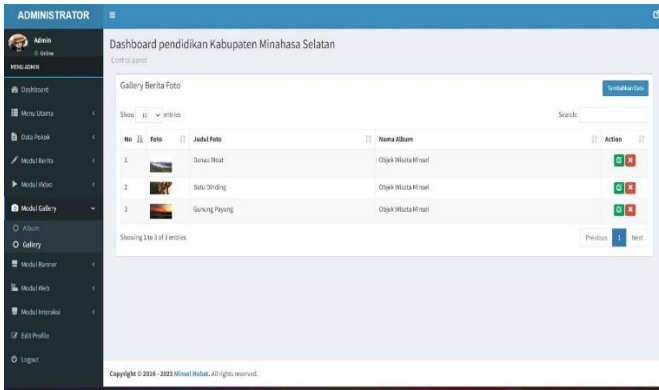 ADMINISTRATOR
Admin
Online
MENU ADMIN
Dashboard
Menu Utama
Data Pokok
Modul Berita
Modul Video
Modul Gallery
Album
Gallery
Modul Banner
Modul Web
Modul Interaksi
Edit Profile
Logout
Dashboard pendidikan Kabupaten Minahasa Selatan
Control panel
Gallery Berita Foto
Tambahkan Data
Show 10 entries
Search:
No Foto Judul Foto Nama Album Action
1 Danau Moat Objek Wisata Minsel
2 Batu Dinding Objek Wisata Minsel
3 Gunung Payung Objek Wisata Minsel
Showing 1 to 3 of 3 entries
Previous 1 Next
Copyright © 2016 - 2023 Minsel Hebat. All rights reserved.